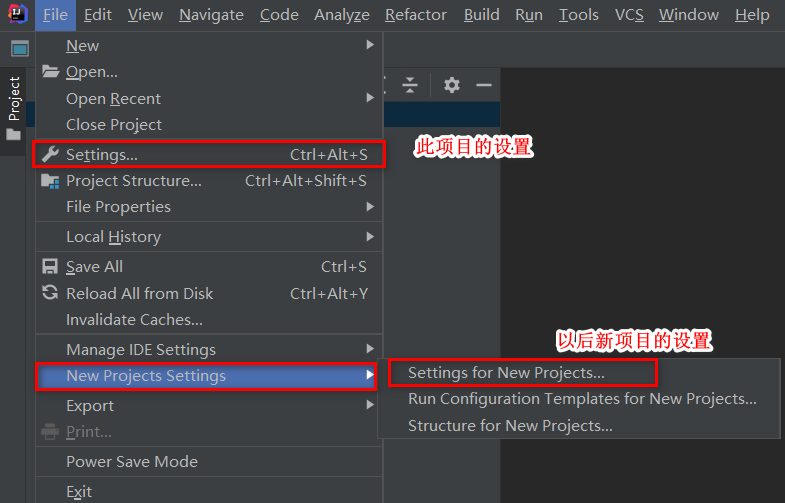 File Edit View Navigate Code Analyze Refactor Build Run Tools VCS Window Help
Project
New
Open...
Open Recent
Close Project
Settings... Ctrl+Alt+S
此项目的设置
Project Structure... Ctrl+Alt+Shift+S
File Properties
Local History
Save All Ctrl+S
Reload All from Disk Ctrl+Alt+Y
Invalidate Caches...
Manage IDE Settings
New Projects Settings
以后新项目的设置
Settings for New Projects...
Run Configuration Templates for New Projects...
Structure for New Projects...
Export
Print...
Power Save Mode
Exit